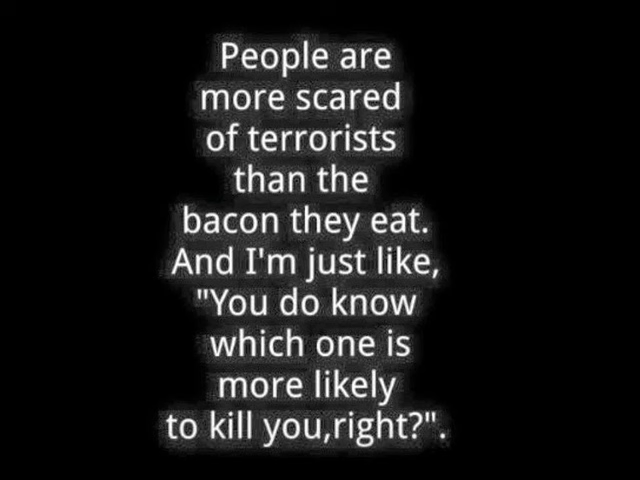 People are
more scared
of terrorists
than the
bacon they eat.
And I'm just like,
"You do know
which one is
more likely
to kill you,right?".